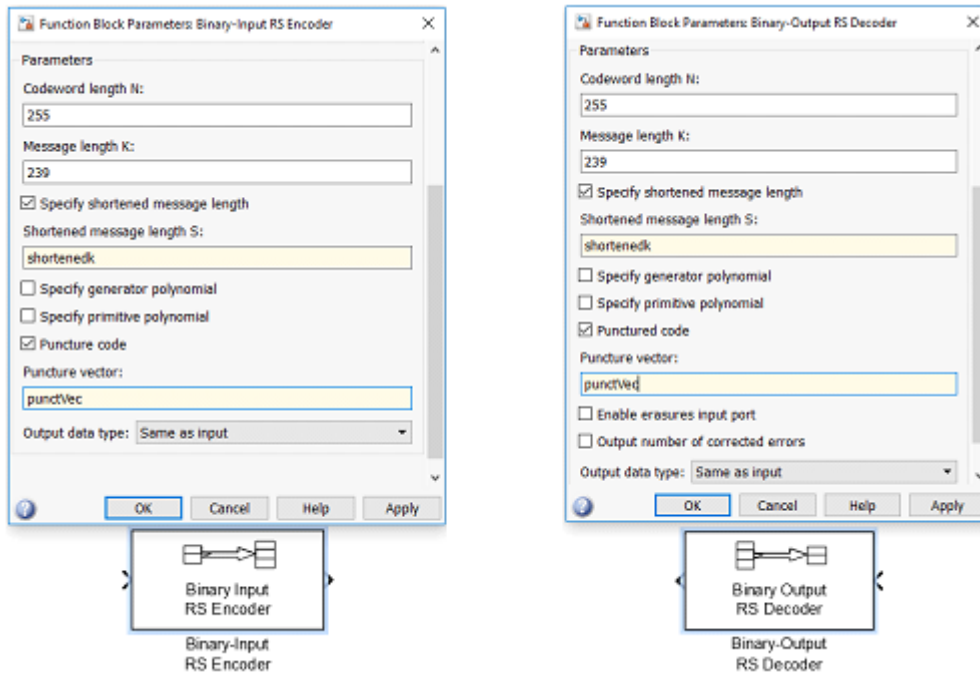 Function Block Parameters: Binary-Input RS Encoder
Parameters
Codeword length N:
255
Message length K:
239
Specify shortened message length
Shortened message length S:
shortenedk
Specify generator polynomial
Specify primitive polynomial
Puncture code
Puncture vector:
punctVec
Output data type: Same as input
OK Cancel Help Apply
Binary Input
RS Encoder
Binary-Input
RS Encoder
Function Block Parameters: Binary-Output RS Decoder
Parameters
Codeword length N:
255
Message length K:
239
Specify shortened message length
Shortened message length S:
shortenedk
Specify generator polynomial
Specify primitive polynomial
Punctured code
Puncture vector:
punctVec
Enable erasures input port
Output number of corrected errors
Output data type: Same as input
OK Cancel Help Apply
Binary Output
RS Decoder
Binary-Output
RS Decoder